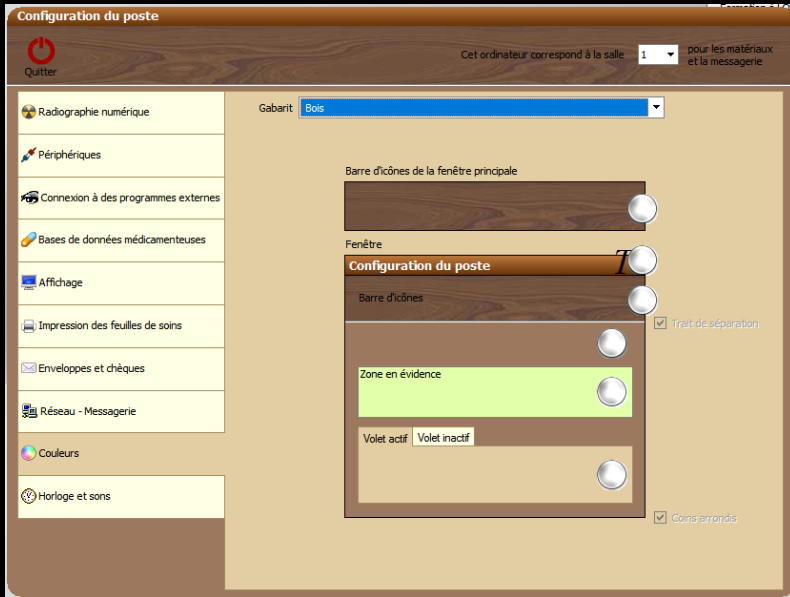 Configuration du poste
Quitter
Cet ordinateur correspond à la salle 1 pour les matériaux
et la messagerie
Radiographie numérique
Périphériques
Connexion à des programmes externes
Bases de données médicamenteuses
Affichage
Impression des feuilles de soins
Enveloppes et chèques
Réseau - Messagerie
Couleurs
Horloge et sons
Gabarit Bois
Barre d'icônes de la fenêtre principale
Fenêtre
Configuration du poste T
Barre d'icônes
Trait de séparation
Zone en évidence
Volet actif Volet inactif
Coins arrondis